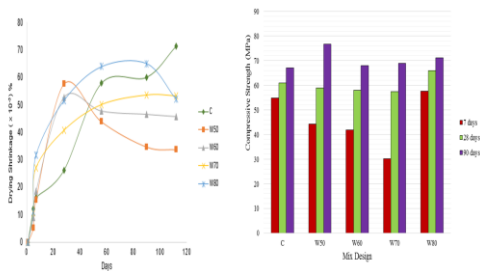 80
70
60
50
40
30
20
10
0
Drying Shrinkage ( × 10⁻⁶) %
0 20 40 60 80 100 120
Days
C
W50
W60
W70
W80
90
80
70
60
50
40
30
20
10
0
Compressive Strength (MPa)
C W50 W60 W70 W80
Mix Design
7 days
28 days
90 days